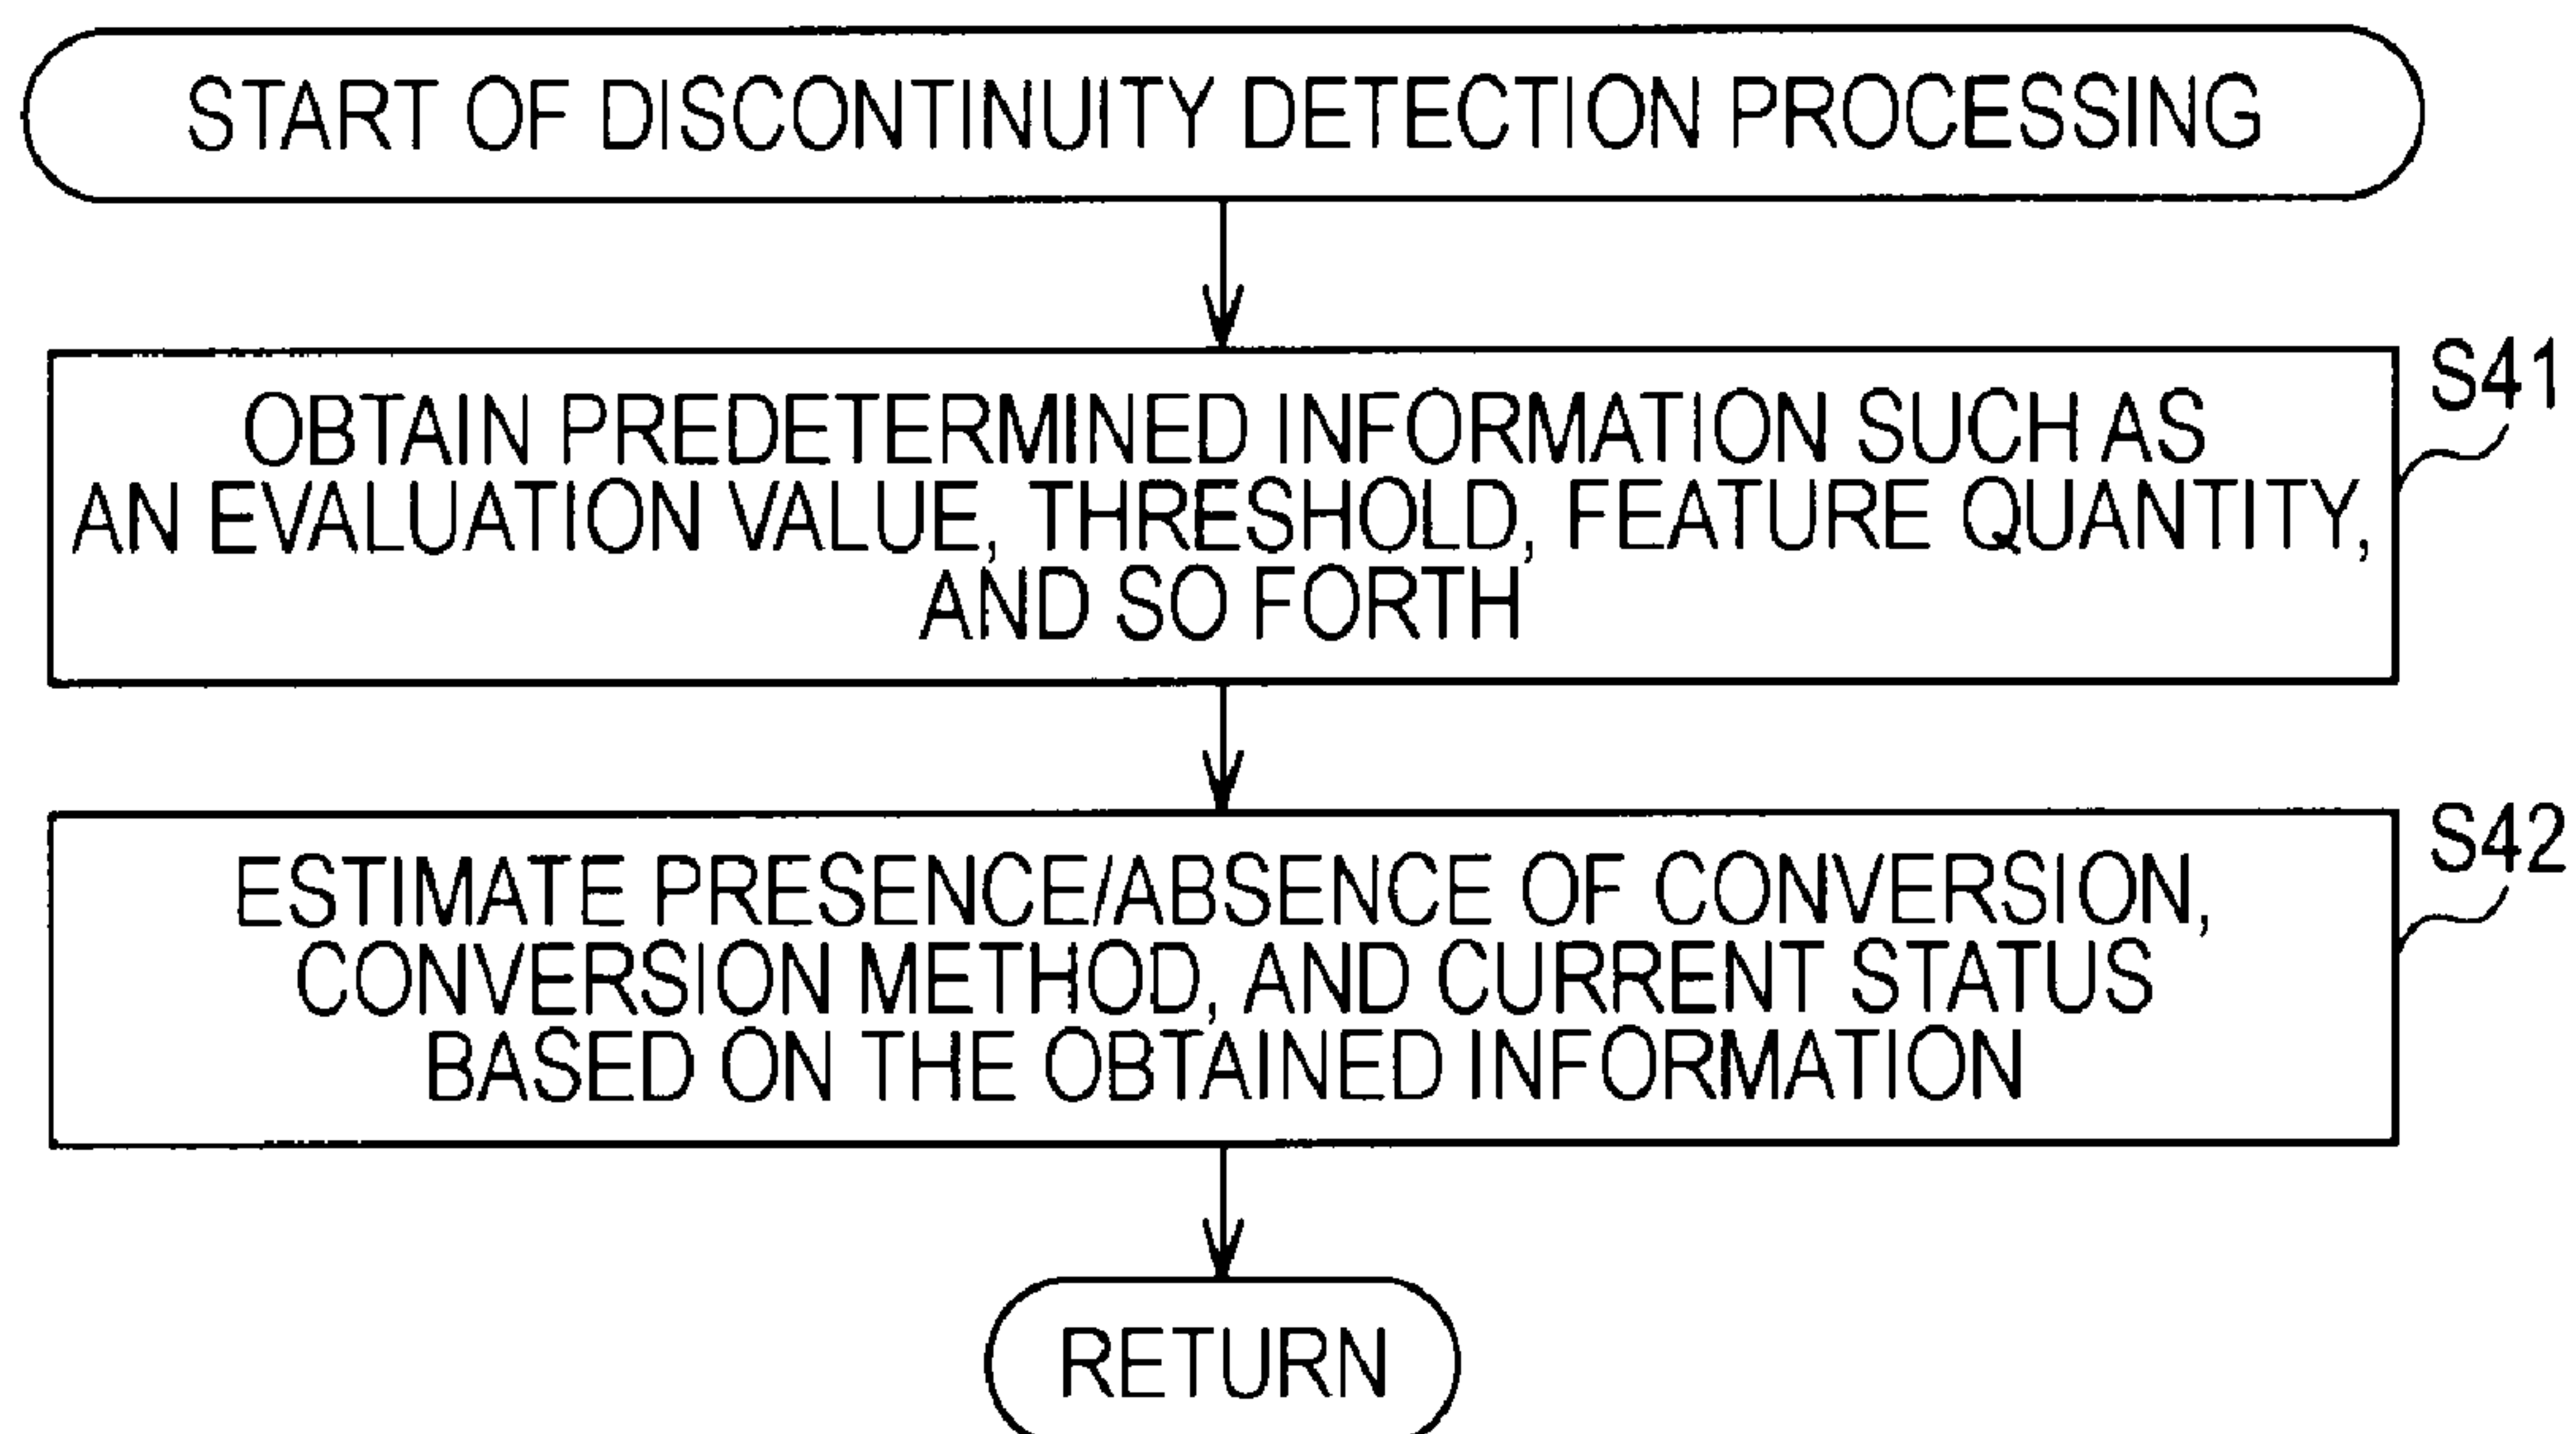 START OF DISCONTINUITY DETECTION PROCESSING
S41
OBTAIN PREDETERMINED INFORMATION SUCH AS
AN EVALUATION VALUE, THRESHOLD, FEATURE QUANTITY,
AND SO FORTH
S42
ESTIMATE PRESENCE/ABSENCE OF CONVERSION,
CONVERSION METHOD, AND CURRENT STATUS
BASED ON THE OBTAINED INFORMATION
RETURN